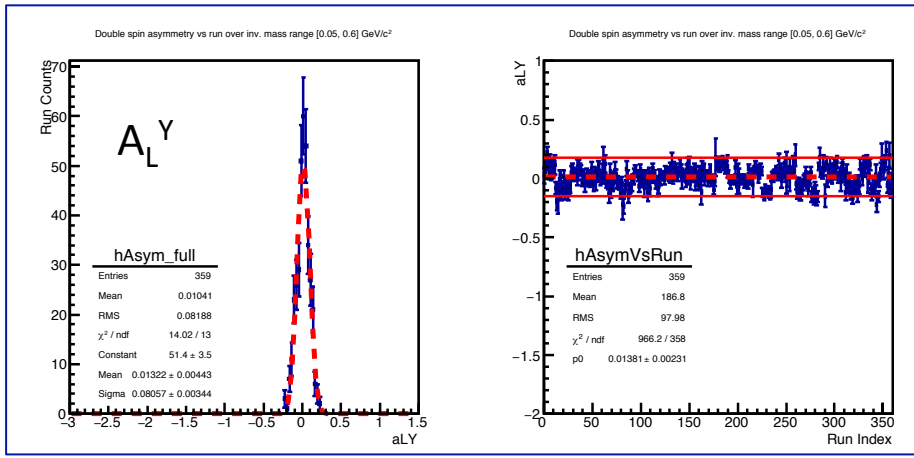 Double spin asymmetry vs run over inv. mass range [0.05, 0.6] GeV/c²
Run Counts
70
60
50
40
30
20
10
0
A_L^Y
hAsym_full
Entries 359
Mean 0.01041
RMS 0.08188
χ² / ndf 14.02 / 13
Constant 51.4 ± 3.5
Mean 0.01322 ± 0.00443
Sigma 0.08057 ± 0.00344
−3 −2.5 −2 −1.5 −1 −0.5 0 0.5 1 1.5
aLY
Double spin asymmetry vs run over inv. mass range [0.05, 0.6] GeV/c²
aLY
1
0.5
0
−0.5
−1
−1.5
−2
hAsymVsRun
Entries 359
Mean 186.8
RMS 97.98
χ² / ndf 966.2 / 358
p0 0.01381 ± 0.00231
0 50 100 150 200 250 300 350
Run Index